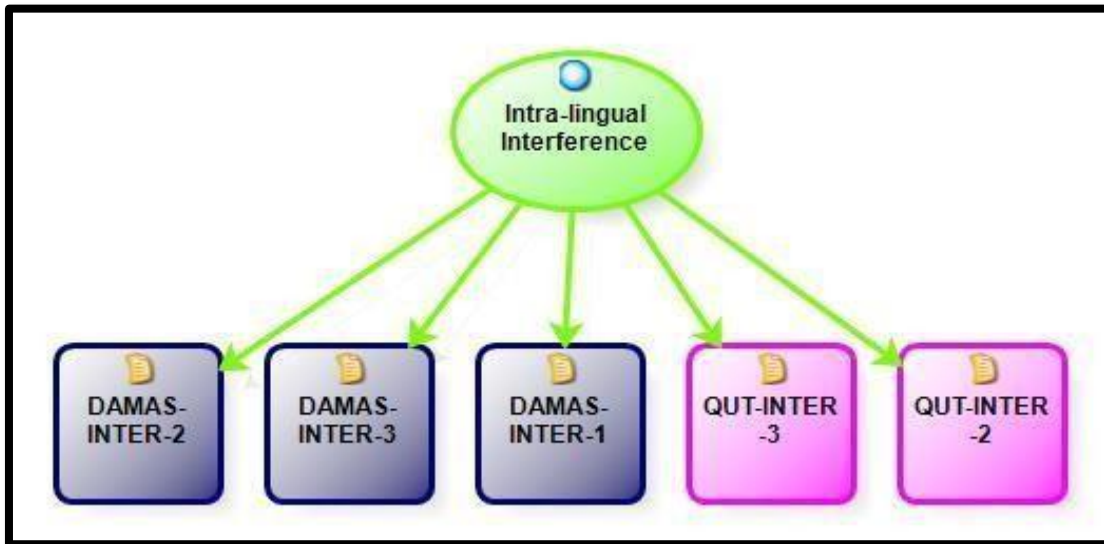 Intra-lingual
Interference
DAMAS-
INTER-2
DAMAS-
INTER-3
DAMAS-
INTER-1
QUT-INTER
-3
QUT-INTER
-2